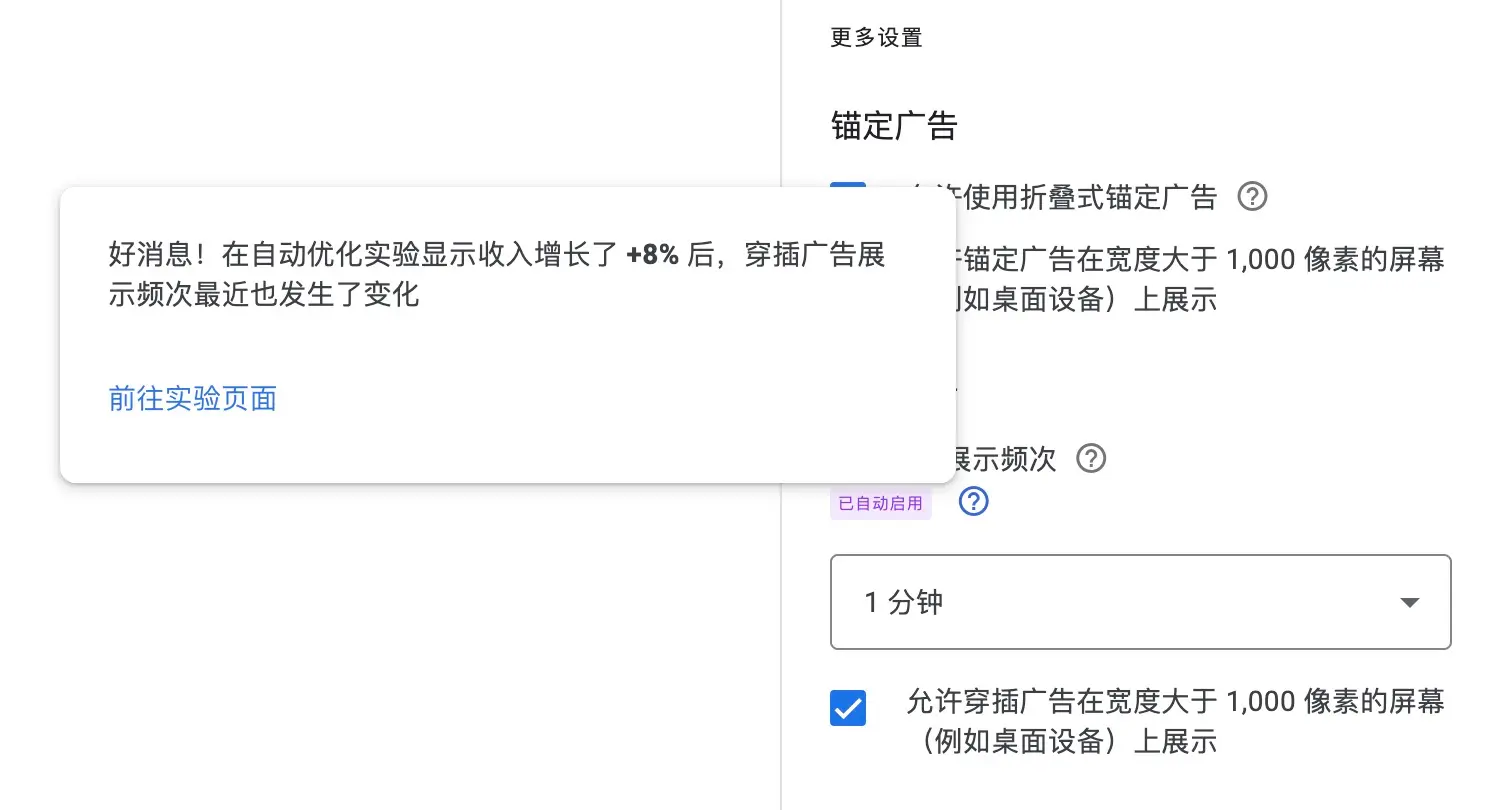 更多设置
锚定广告
许使用折叠式锚定广告
好消息！在自动优化实验显示收入增长了 +8% 后，穿插广告展
示频次最近也发生了变化
前往实验页面
锚定广告在宽度大于 1,000 像素的屏幕
如桌面设备）上展示
展示频次
已自动启用
1 分钟
允许穿插广告在宽度大于 1,000 像素的屏幕
（例如桌面设备）上展示